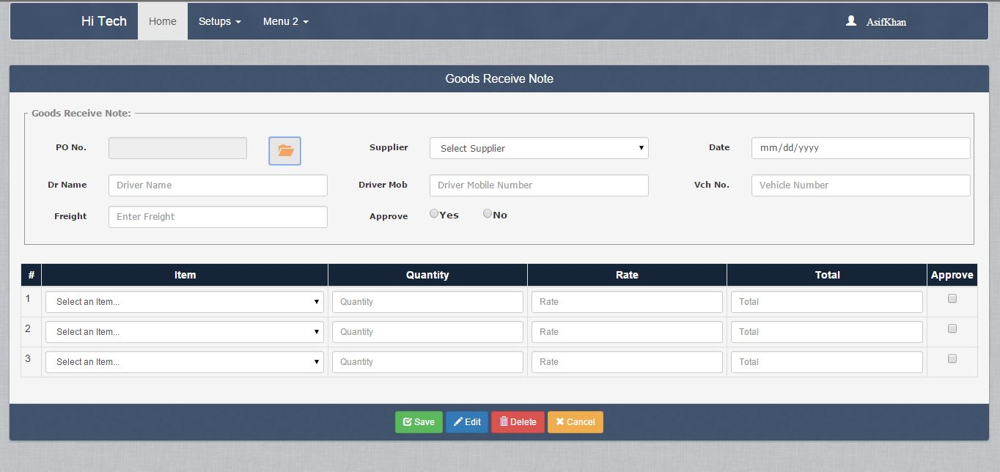 Hi Tech Home Setups Menu 2 AsifKhan
Goods Receive Note
Goods Receive Note:
PO No. Supplier Select Supplier Date mm/dd/yyyy
Dr Name Driver Name Driver Mob Driver Mobile Number Vch No. Vehicle Number
Freight Enter Freight Approve Yes No
# Item Quantity Rate Total Approve
1 Select an Item... Quantity Rate Total
2 Select an Item... Quantity Rate Total
3 Select an Item... Quantity Rate Total
Save Edit Delete Cancel